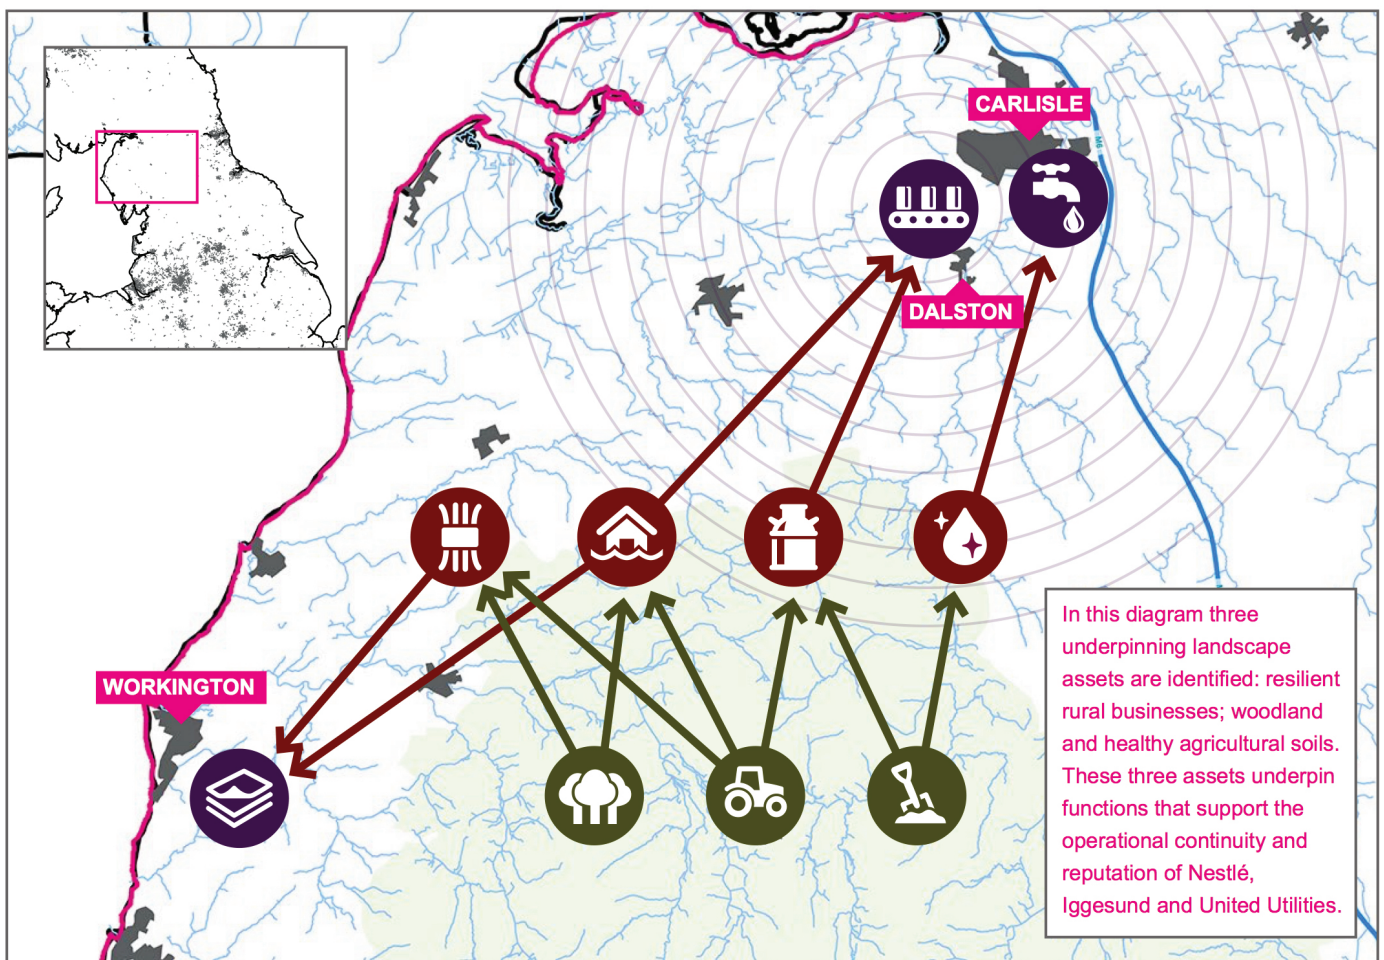 CARLISLE
M6
DALSTON
WORKINGTON
In this diagram three
underpinning landscape
assets are identified: resilient
rural businesses; woodland
and healthy agricultural soils.
These three assets underpin
functions that support the
operational continuity and
reputation of Nestlé,
Iggesund and United Utilities.